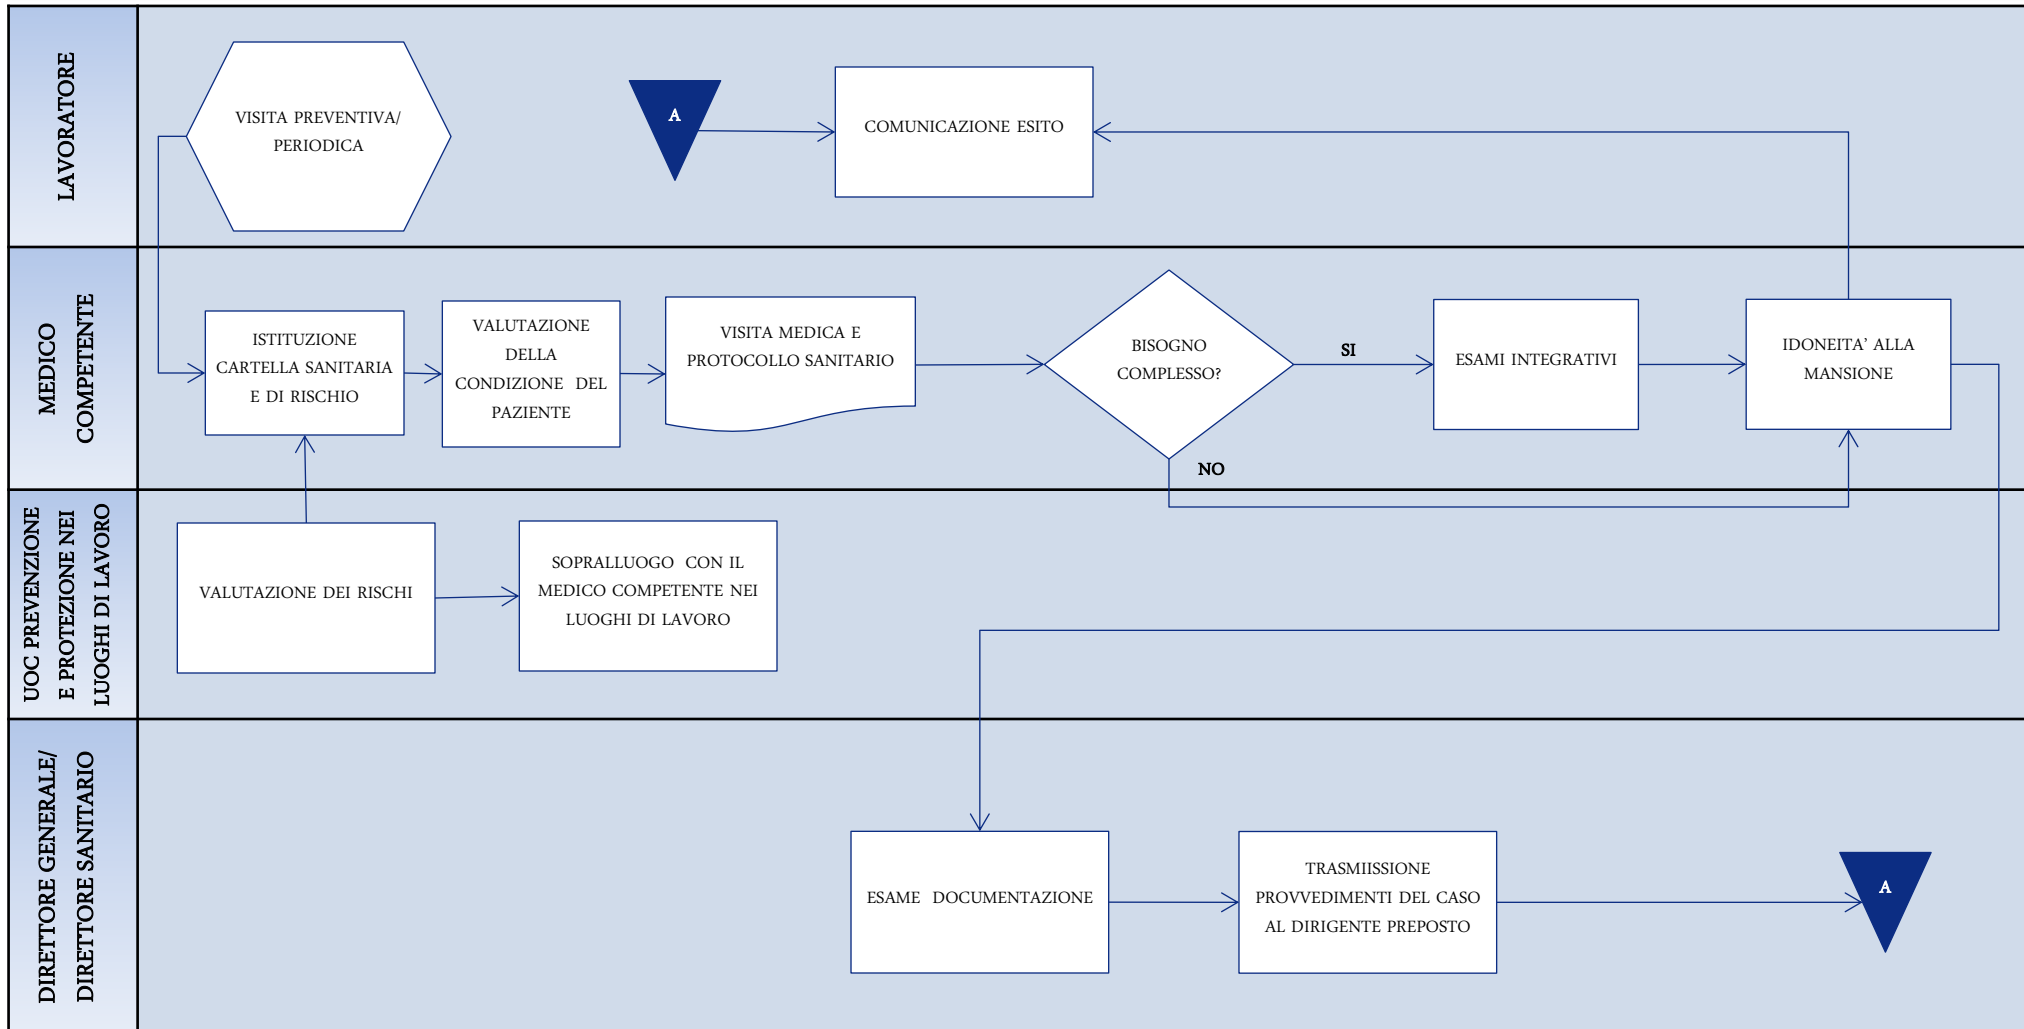 LAVORATORE
VISITA PREVENTIVA/
PERIODICA
A
COMUNICAZIONE ESITO
MEDICO
COMPETENTE
ISTITUZIONE
CARTELLA SANITARIA
E DI RISCHIO
VALUTAZIONE
DELLA
CONDIZIONE DEL
PAZIENTE
VISITA MEDICA E
PROTOCOLLO SANITARIO
BISOGNO
COMPLESSO?
SI
NO
ESAMI INTEGRATIVI
IDONEITA' ALLA
MANSIONE
UOC PREVENZIONE
E PROTEZIONE NEI
LUOGHI DI LAVORO
VALUTAZIONE DEI RISCHI
SOPRALLUOGO CON IL
MEDICO COMPETENTE NEI
LUOGHI DI LAVORO
DIRETTORE GENERALE/
DIRETTORE SANITARIO
ESAME DOCUMENTAZIONE
TRASMIISSIONE
PROVVEDIMENTI DEL CASO
AL DIRIGENTE PREPOSTO
A